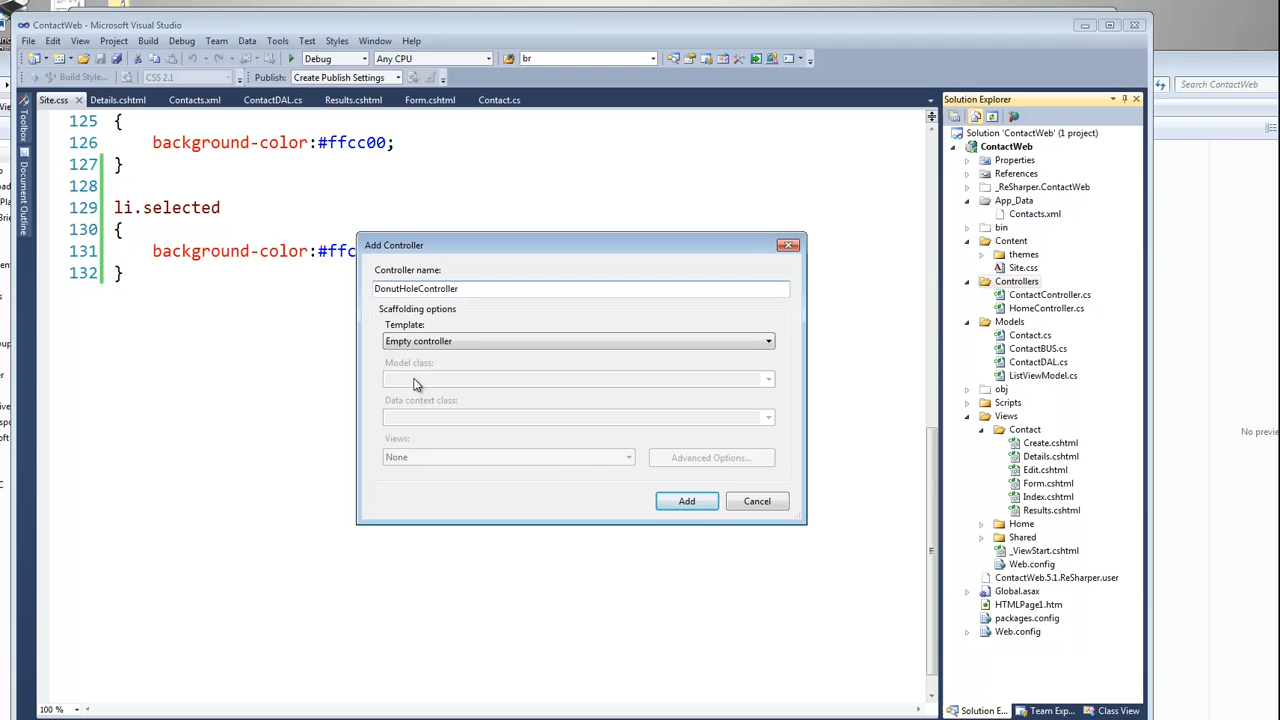 ContactWeb - Microsoft Visual Studio
File Edit View Project Build Debug Team Data Tools Test Styles Window Help
Debug Any CPU br
Build Style... CSS 2.1 Publish: Create Publish Settings
Search ContactWeb
Site.css Details.cshtml Contacts.xml ContactDAL.cs Results.cshtml Form.cshtml Contact.cs
Toolbox
Document Outline
125 {
126 background-color:#ffcc00;
127 }
128
129 li.selected
130 {
131 background-color:#ffc
132 }
100 %
Add Controller
Controller name:
DonutHoleController
Scaffolding options
Template:
Empty controller
Model class:
Data context class:
Views:
None
Advanced Options...
Add
Cancel
Solution Explorer
Solution 'ContactWeb' (1 project)
ContactWeb
Properties
References
_ReSharper.ContactWeb
App_Data
Contacts.xml
bin
Content
themes
Site.css
Controllers
ContactController.cs
HomeController.cs
Models
Contact.cs
ContactBUS.cs
ContactDAL.cs
ListViewModel.cs
obj
Scripts
Views
Contact
Create.cshtml
Details.cshtml
Edit.cshtml
Form.cshtml
Index.cshtml
Results.cshtml
Home
Shared
_ViewStart.cshtml
Web.config
ContactWeb.5.1.ReSharper.user
Global.asax
HTMLPage1.htm
packages.config
Web.config
Solution E... Team Exp... Class View
No previe